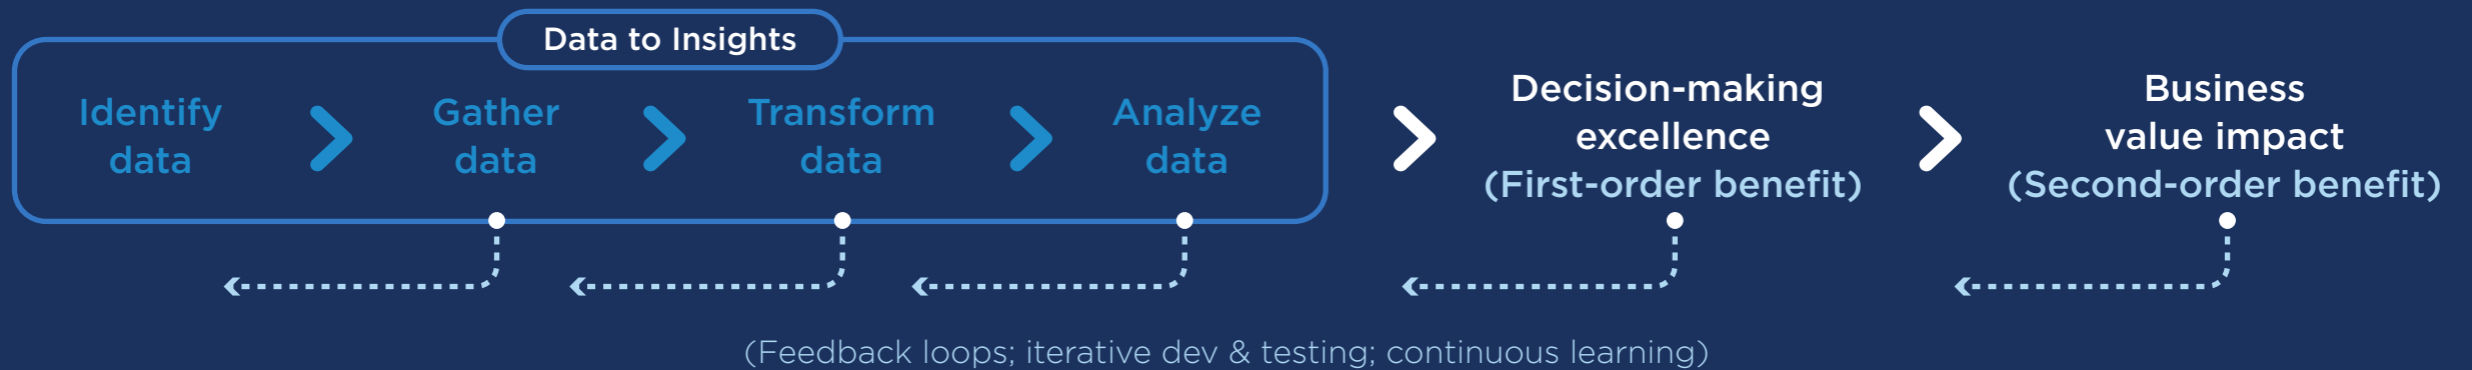 Data to Insights
Identify
data
Gather
data
Transform
data
Analyze
data
Decision-making
excellence
(First-order benefit)
Business
value impact
(Second-order benefit)
(Feedback loops; iterative dev & testing; continuous learning)